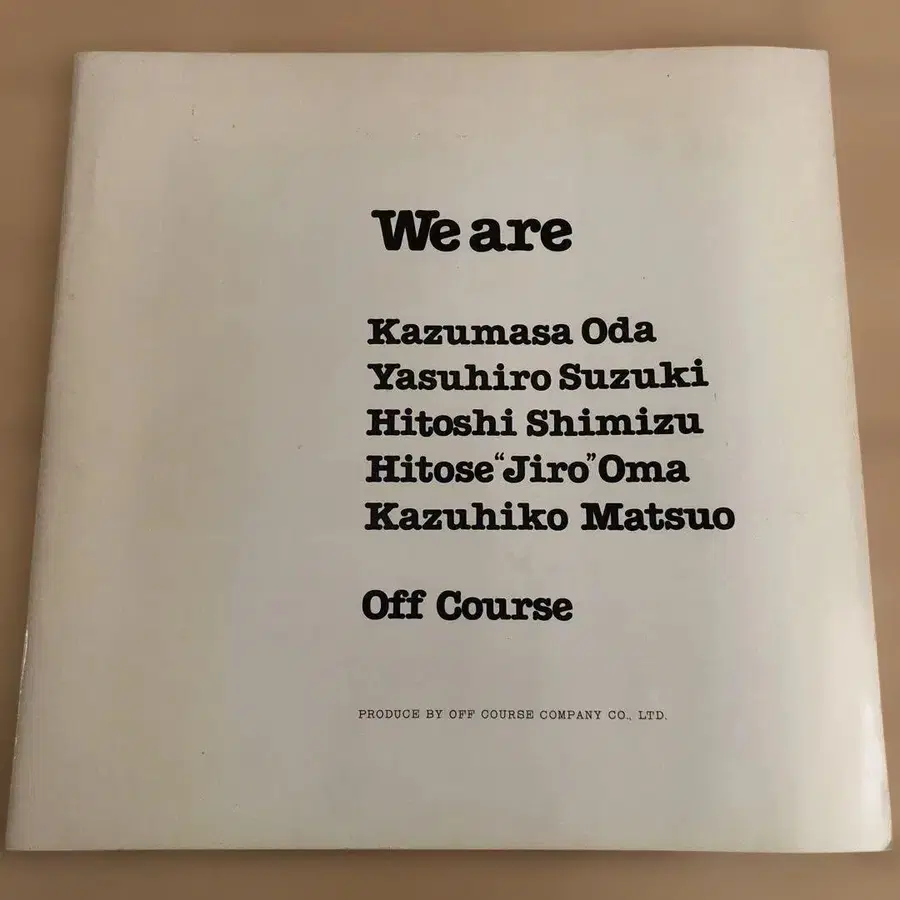 We are
Kazumasa Oda
Yasuhiro Suzuki
Hitoshi Shimizu
Hitose “Jiro” Oma
Kazuhiko Matsuo
Off Course
PRODUCE BY OFF COURSE COMPANY CO., LTD.